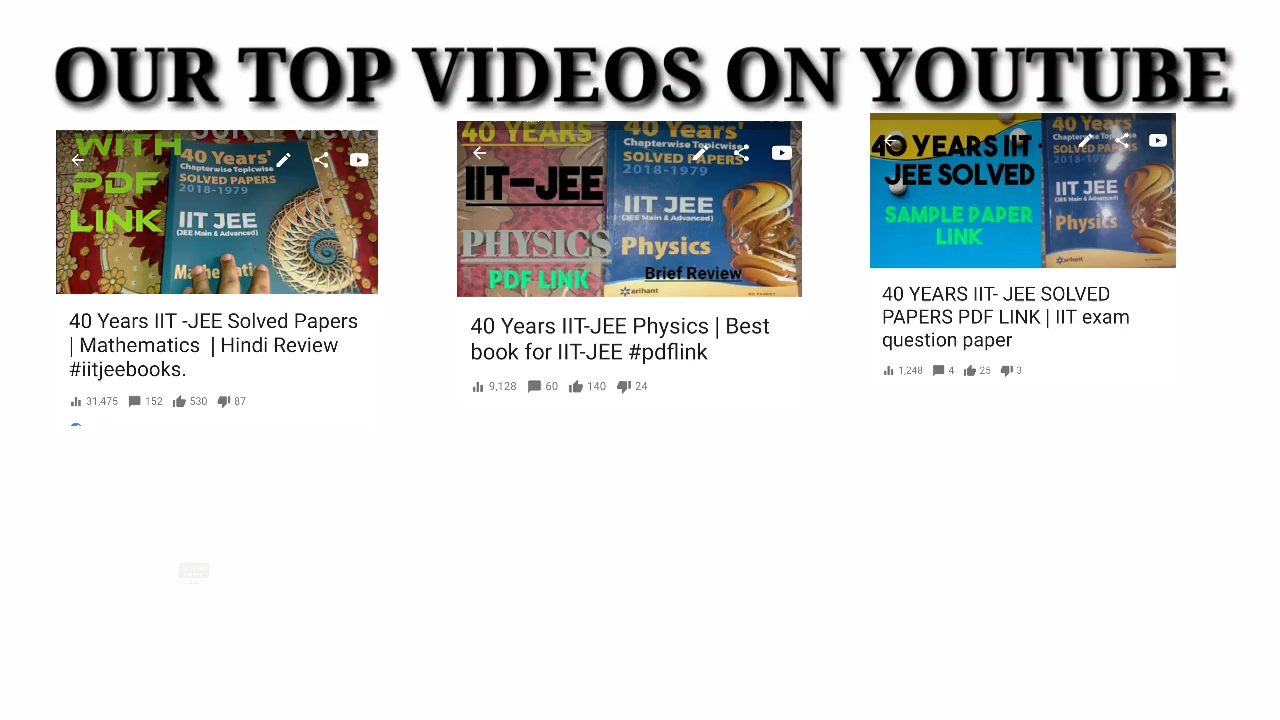 OUR TOP VIDEOS ON YOUTUBE
WITH
PDF
LINK
40 Years'
Chapterwise Topicwise
SOLVED PAPERS
2018-1979
IIT JEE
(JEE Main & Advanced)
40 Years IIT -JEE Solved Papers
| Mathematics | Hindi Review
#iitjeebooks.
31,475 152 530 87
40 YEARS
IIT-JEE
PHYSICS
PDF LINK
40 Years'
Chapterwise Topicwise
SOLVED PAPERS
2018-1979
IIT JEE
(JEE Main & Advanced)
Physics
Brief Review
arihant
40 Years IIT-JEE Physics | Best
book for IIT-JEE #pdflink
9,128 60 140 24
40 YEARS IIT -
JEE SOLVED
SAMPLE PAPER
LINK
40 Years'
Chapterwise Topicwise
SOLVED PAPERS
2018-1979
IIT JEE
(JEE Main & Advanced)
Physics
arihant
40 YEARS IIT- JEE SOLVED
PAPERS PDF LINK | IIT exam
question paper
1,248 4 25 3